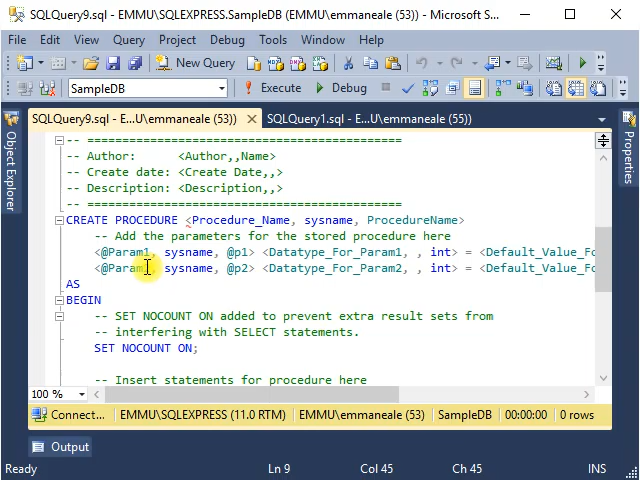 SQLQuery9.sql - EMMU\SQLEXPRESS.SampleDB (EMMU\emmaneale (53)) - Microsoft S...
File Edit View Query Project Debug Tools Window Help
New Query
SampleDB Execute Debug
SQLQuery9.sql - E...U\emmaneale (53)) SQLQuery1.sql - E...U\emmaneale (55))
Object Explorer
Properties
-- =============================================
-- Author: <Author,,Name>
-- Create date: <Create Date,,>
-- Description: <Description,,>
-- =============================================
CREATE PROCEDURE <Procedure_Name, sysname, ProcedureName>
-- Add the parameters for the stored procedure here
<@Param1, sysname, @p1> <Datatype_For_Param1, , int> = <Default_Value_Fo
sysname, @p2> <Datatype_For_Param2, , int> = <Default_Value_Fo
AS
BEGIN
-- SET NOCOUNT ON added to prevent extra result sets from
-- interfering with SELECT statements.
SET NOCOUNT ON;
-- Insert statements for procedure here
100 %
Connect... EMMU\SQLEXPRESS (11.0 RTM) EMMU\emmaneale (53) SampleDB 00:00:00 0 rows
Output
Ready Ln 9 Col 45 Ch 45 INS